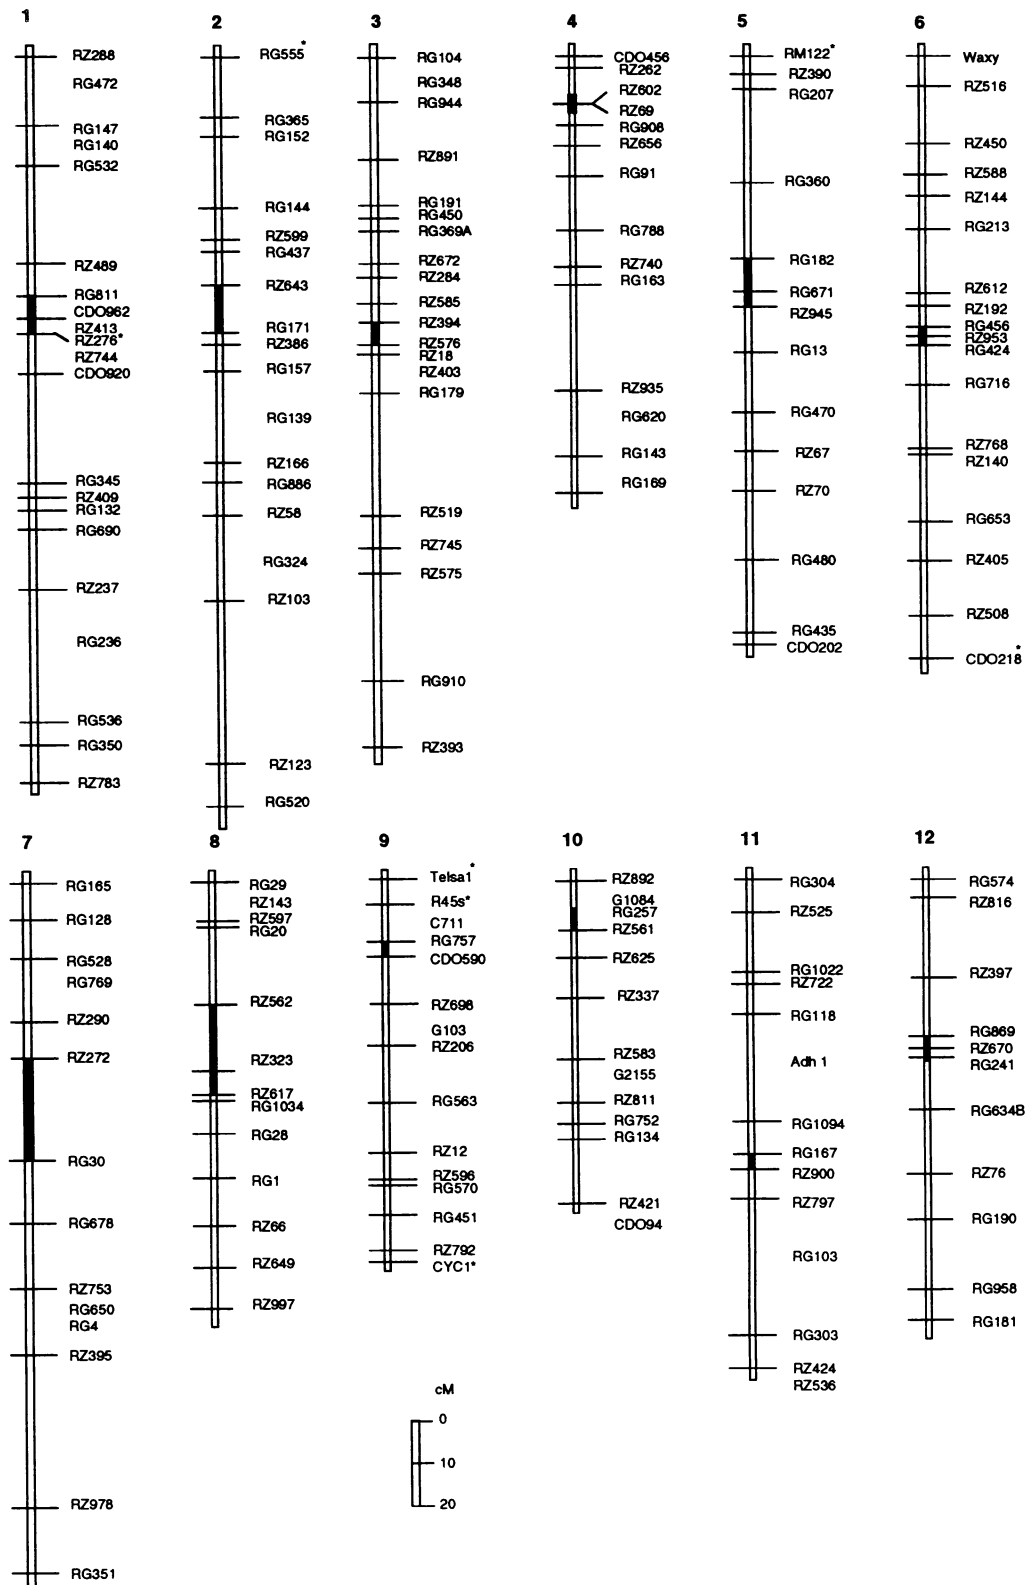 1
RZ288
RG472
RG147
RG140
RG532
RZ489
RG811
CDO962
RZ413
RZ276*
RZ744
CDO920
RG345
RZ409
RG132
RG690
RZ237
RG236
RG536
RG350
RZ783
2
RG555*
RG365
RG152
RG144
RZ599
RG437
RZ643
RG171
RZ386
RG157
RG139
RZ166
RG886
RZ58
RG324
RZ103
RZ123
RG520
3
RG104
RG348
RG944
RZ891
RG191
RG450
RG369A
RZ672
RZ284
RZ585
RZ394
RZ576
RZ18
RZ403
RG179
RZ519
RZ745
RZ575
RG910
RZ393
4
CDO456
RZ262
RZ602
RZ69
RG908
RZ656
RG91
RG788
RZ740
RG163
RZ935
RG620
RG143
RG169
5
RM122*
RZ390
RG207
RG360
RG182
RG671
RZ945
RG13
RG470
RZ67
RZ70
RG480
RG435
CDO202
6
Waxy
RZ516
RZ450
RZ588
RZ144
RG213
RZ612
RZ192
RG456
RZ953
RG424
RG716
RZ768
RZ140
RG653
RZ405
RZ508
CDO218*
7
RG165
RG128
RG528
RG769
RZ290
RZ272
RG30
RG678
RZ753
RG650
RG4
RZ395
RZ978
RG351
8
RG29
RZ143
RZ597
RG20
RZ562
RZ323
RZ617
RG1034
RG28
RG1
RZ66
RZ649
RZ997
9
Telsa1*
R45s*
C711
RG757
CDO590
RZ698
G103
RZ206
RG563
RZ12
RZ596
RG570
RG451
RZ792
CYC1*
10
RZ892
G1084
RG257
RZ561
RZ625
RZ337
RZ583
G2155
RZ811
RG752
RG134
RZ421
CDO94
11
RG304
RZ525
RG1022
RZ722
RG118
Adh 1
RG1094
RG167
RZ900
RZ797
RG103
RG303
RZ424
RZ536
12
RG574
RZ816
RZ397
RG869
RZ670
RG241
RG634B
RZ76
RG190
RG958
RG181
cM
0
10
20